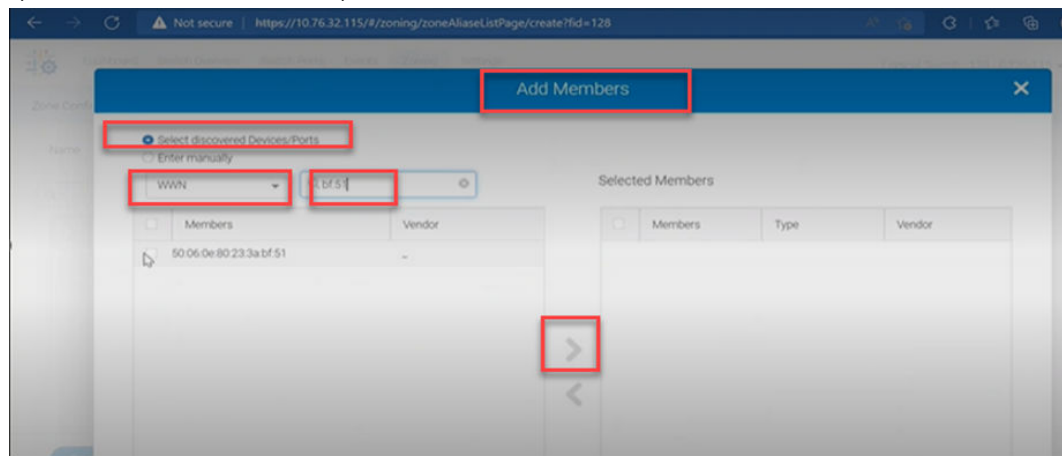 Not secure | https://10.76.32.115/#/zoning/zoneAliaseListPage/create?fid=128
Add Members
Zone Confi
Name
Select discovered Devices/Ports
Enter manually
WWN
bf:51
Selected Members
Members Vendor
Members Type Vendor
50:06:0e:80:23:3a:bf:51 -